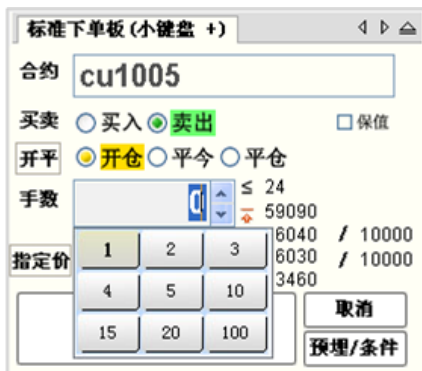 标准下单板(小键盘 +)
合约 cu1005
买卖 买入 卖出 保值
开平 开仓 平今 平仓
手数 0 ≤ 24
59090
6040 / 10000
指定价 6030 / 10000
3460
1 2 3
4 5 10
15 20 100
取消
预埋/条件